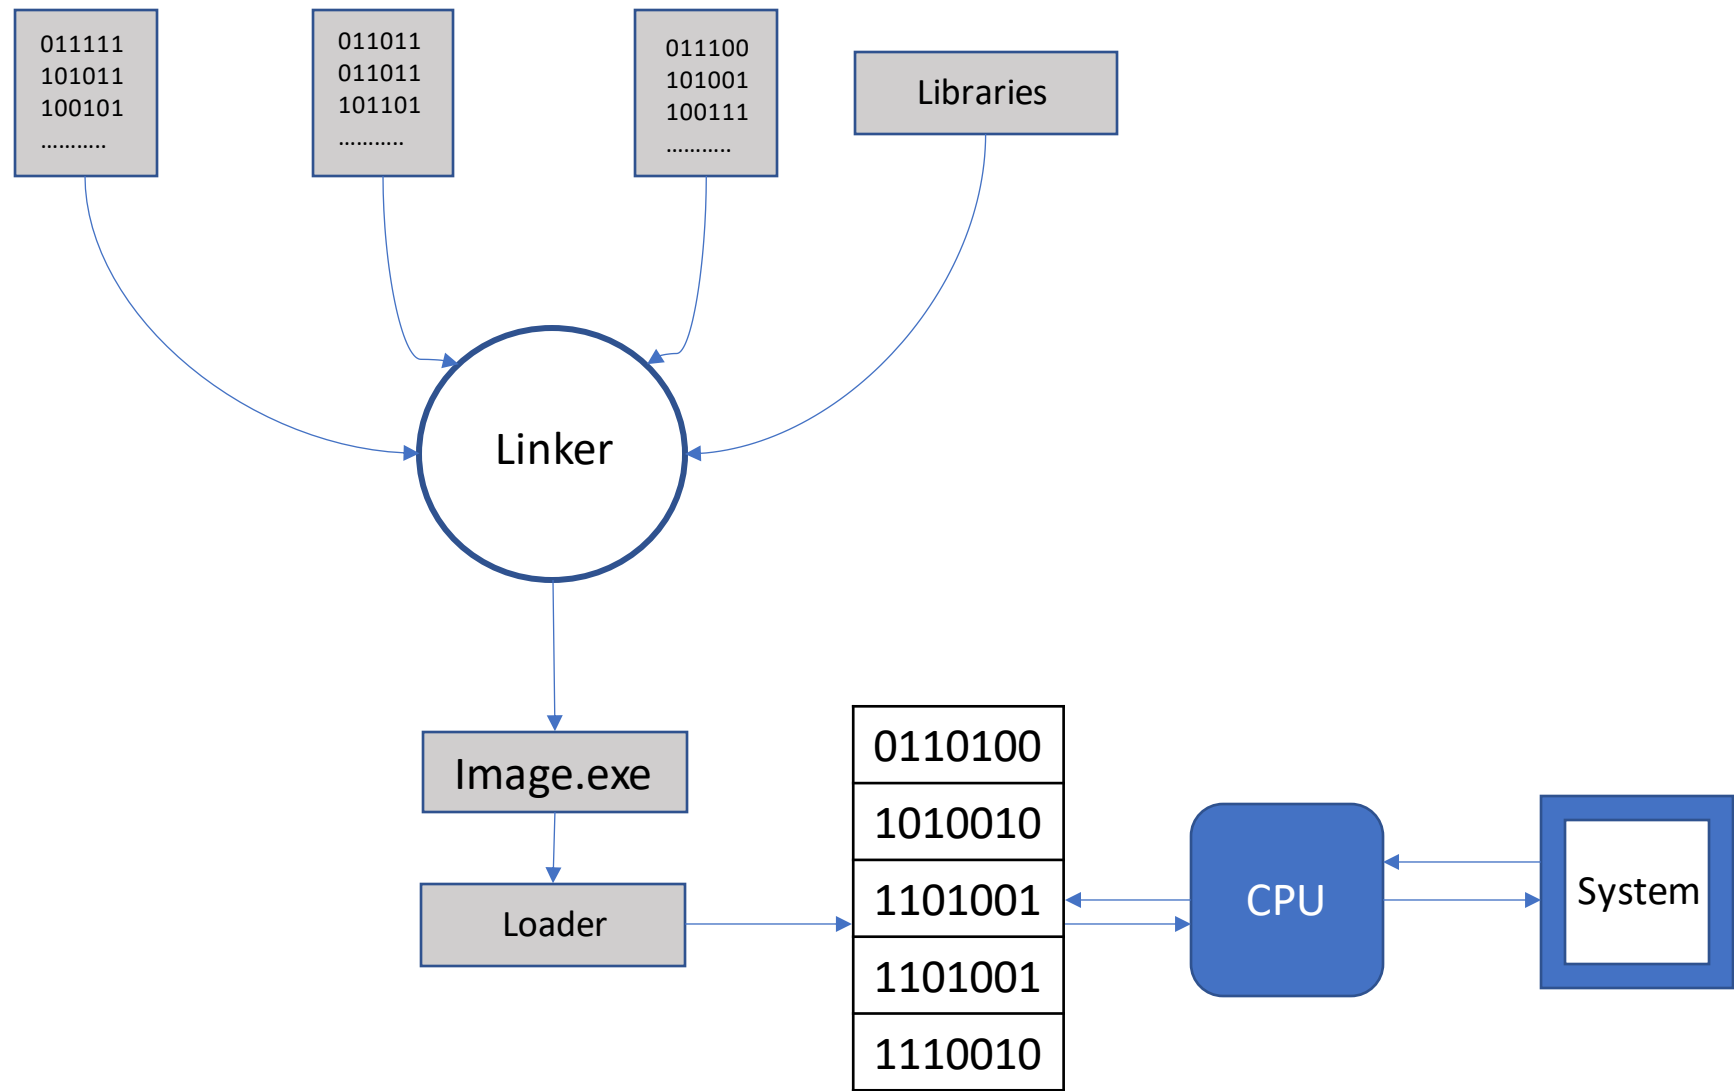 011111
101011
100101
...........
011011
011011
101101
...........
011100
101001
100111
...........
Libraries
Linker
Image.exe
Loader
0110100
1010010
1101001
1101001
1110010
CPU
System